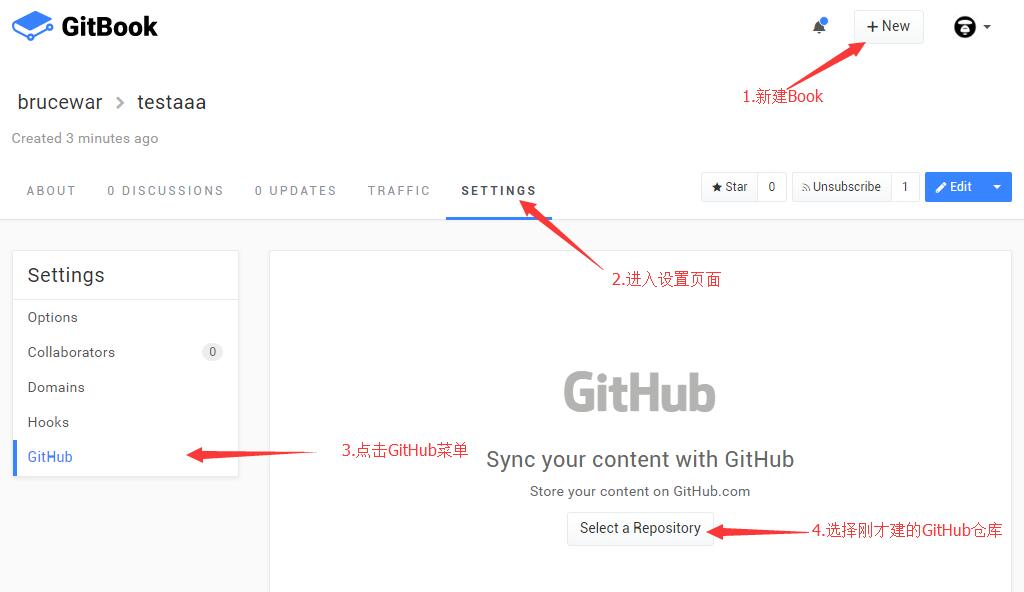 GitBook
+ New
1.新建Book
brucewar > testaaa
Created 3 minutes ago
ABOUT 0 DISCUSSIONS 0 UPDATES TRAFFIC SETTINGS Star 0 Unsubscribe 1 Edit
2.进入设置页面
Settings
Options
Collaborators 0
Domains
Hooks
GitHub
GitHub
3.点击GitHub菜单
Sync your content with GitHub
Store your content on GitHub.com
Select a Repository
4.选择刚才建的GitHub仓库